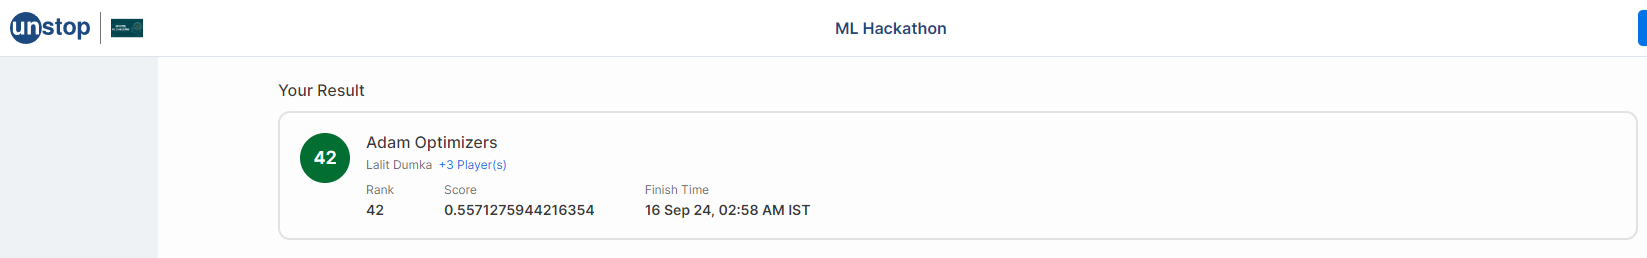 unstop
ML Hackathon
Your Result
42
Adam Optimizers
Lalit Dumka +3 Player(s)
Rank Score Finish Time
42 0.5571275944216354 16 Sep 24, 02:58 AM IST